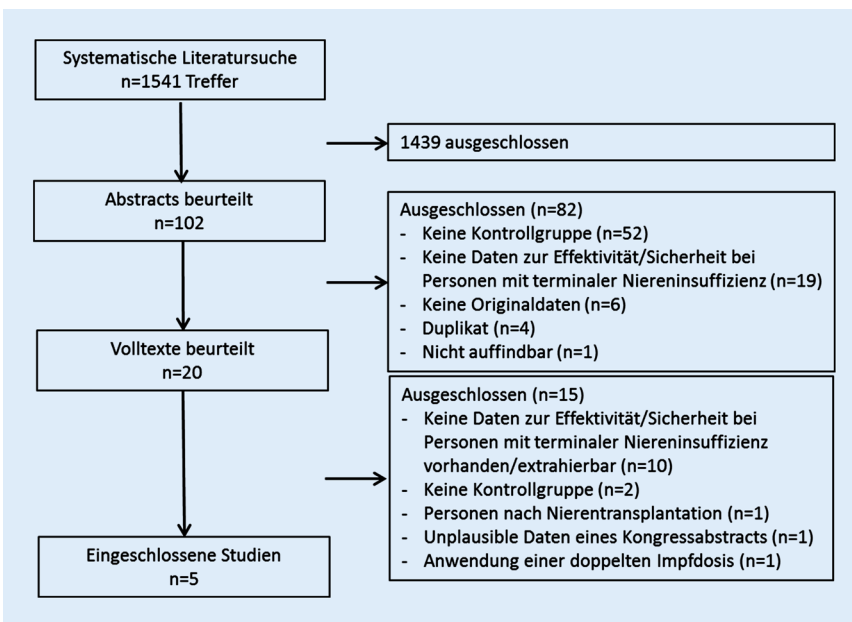 Systematische Literatursuche
n=1541 Treffer
1439 ausgeschlossen
Abstracts beurteilt
n=102
Ausgeschlossen (n=82)
- Keine Kontrollgruppe (n=52)
- Keine Daten zur Effektivität/Sicherheit bei
Personen mit terminaler Niereninsuffizienz (n=19)
- Keine Originaldaten (n=6)
- Duplikat (n=4)
- Nicht auffindbar (n=1)
Volltexte beurteilt
n=20
Ausgeschlossen (n=15)
- Keine Daten zur Effektivität/Sicherheit bei
Personen mit terminaler Niereninsuffizienz
vorhanden/extrahierbar (n=10)
- Keine Kontrollgruppe (n=2)
- Personen nach Nierentransplantation (n=1)
- Unplausible Daten eines Kongressabstracts (n=1)
- Anwendung einer doppelten Impfdosis (n=1)
Eingeschlossene Studien
n=5